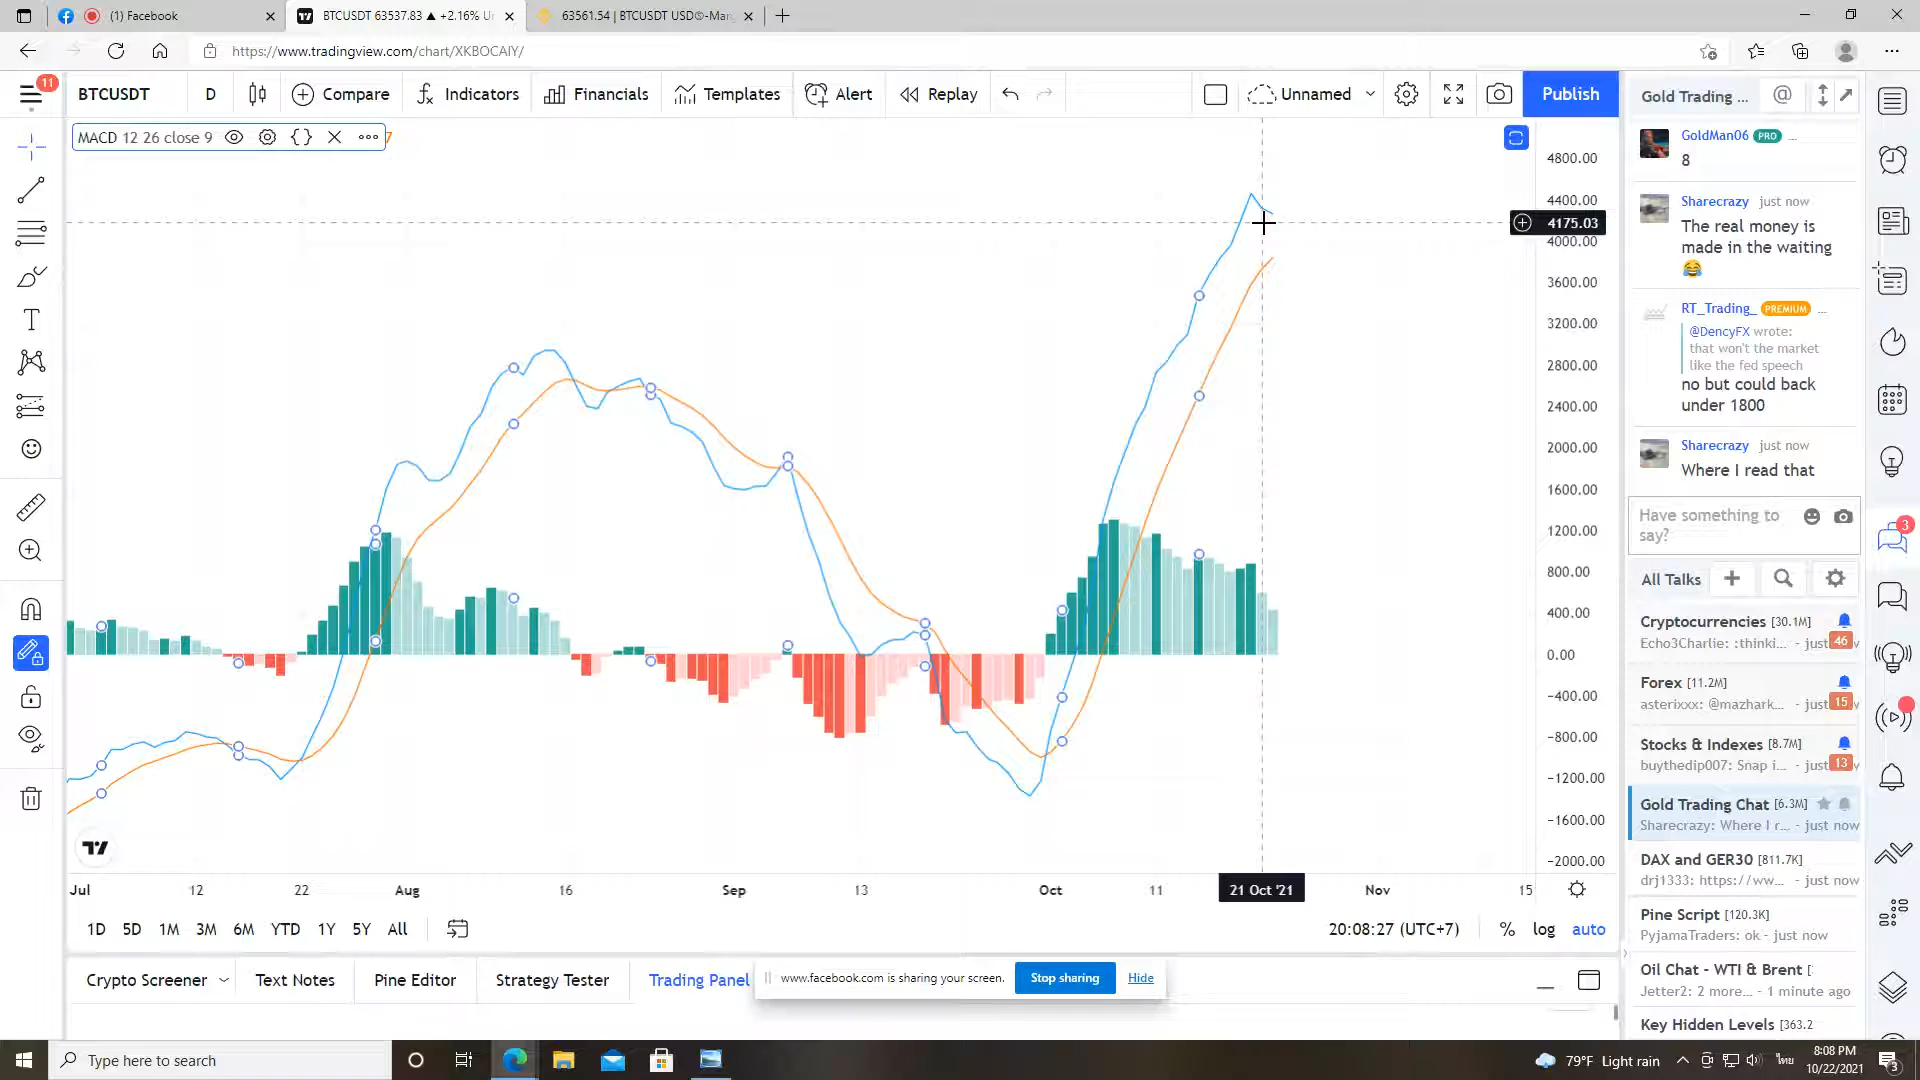 (1) Facebook
BTCUSDT 63537.83 ▲ +2.16% Un
63561.54 | BTCUSDT USDⓈ-Mar
https://www.tradingview.com/chart/XKBOCAlY/
11
BTCUSDT D Compare Indicators Financials Templates Alert Replay Unnamed Publish
MACD 12 26 close 9
4800.00
4400.00
4175.03
4000.00
3600.00
3200.00
2800.00
2400.00
2000.00
1600.00
1200.00
800.00
400.00
0.00
−400.00
−800.00
−1200.00
−1600.00
−2000.00
Jul 12 22 Aug 16 Sep 13 Oct 11 21 Oct '21 Nov 15
1D 5D 1M 3M 6M YTD 1Y 5Y All
20:08:27 (UTC+7) % log auto
Crypto Screener Text Notes Pine Editor Strategy Tester Trading Panel
www.facebook.com is sharing your screen. Stop sharing Hide
Gold Trading ...
GoldMan06 PRO ...
8
Sharecrazy just now
The real money is
made in the waiting
😂
RT_Trading_ PREMIUM ...
@DencyFX wrote:
that won't the market
like the fed speech
no but could back
under 1800
Sharecrazy just now
Where I read that
Have something to
say?
All Talks
Cryptocurrencies [30.1M]
Echo3Charlie: :thinki... - just
46
Forex [11.2M]
asterixxx: @mazhark... - just
15
Stocks & Indexes [8.7M]
buythedip007: Snap i... - just
13
Gold Trading Chat [6.3M]
Sharecrazy: Where I r... - just now
DAX and GER30 [811.7K]
drj1333: https://ww... - just now
Pine Script [120.3K]
PyjamaTraders: ok - just now
Oil Chat - WTI & Brent [
Jetter2: 2 more... - 1 minute ago
Key Hidden Levels [363.2
3
Type here to search
79°F Light rain
ไทย
8:08 PM
10/22/2021
3